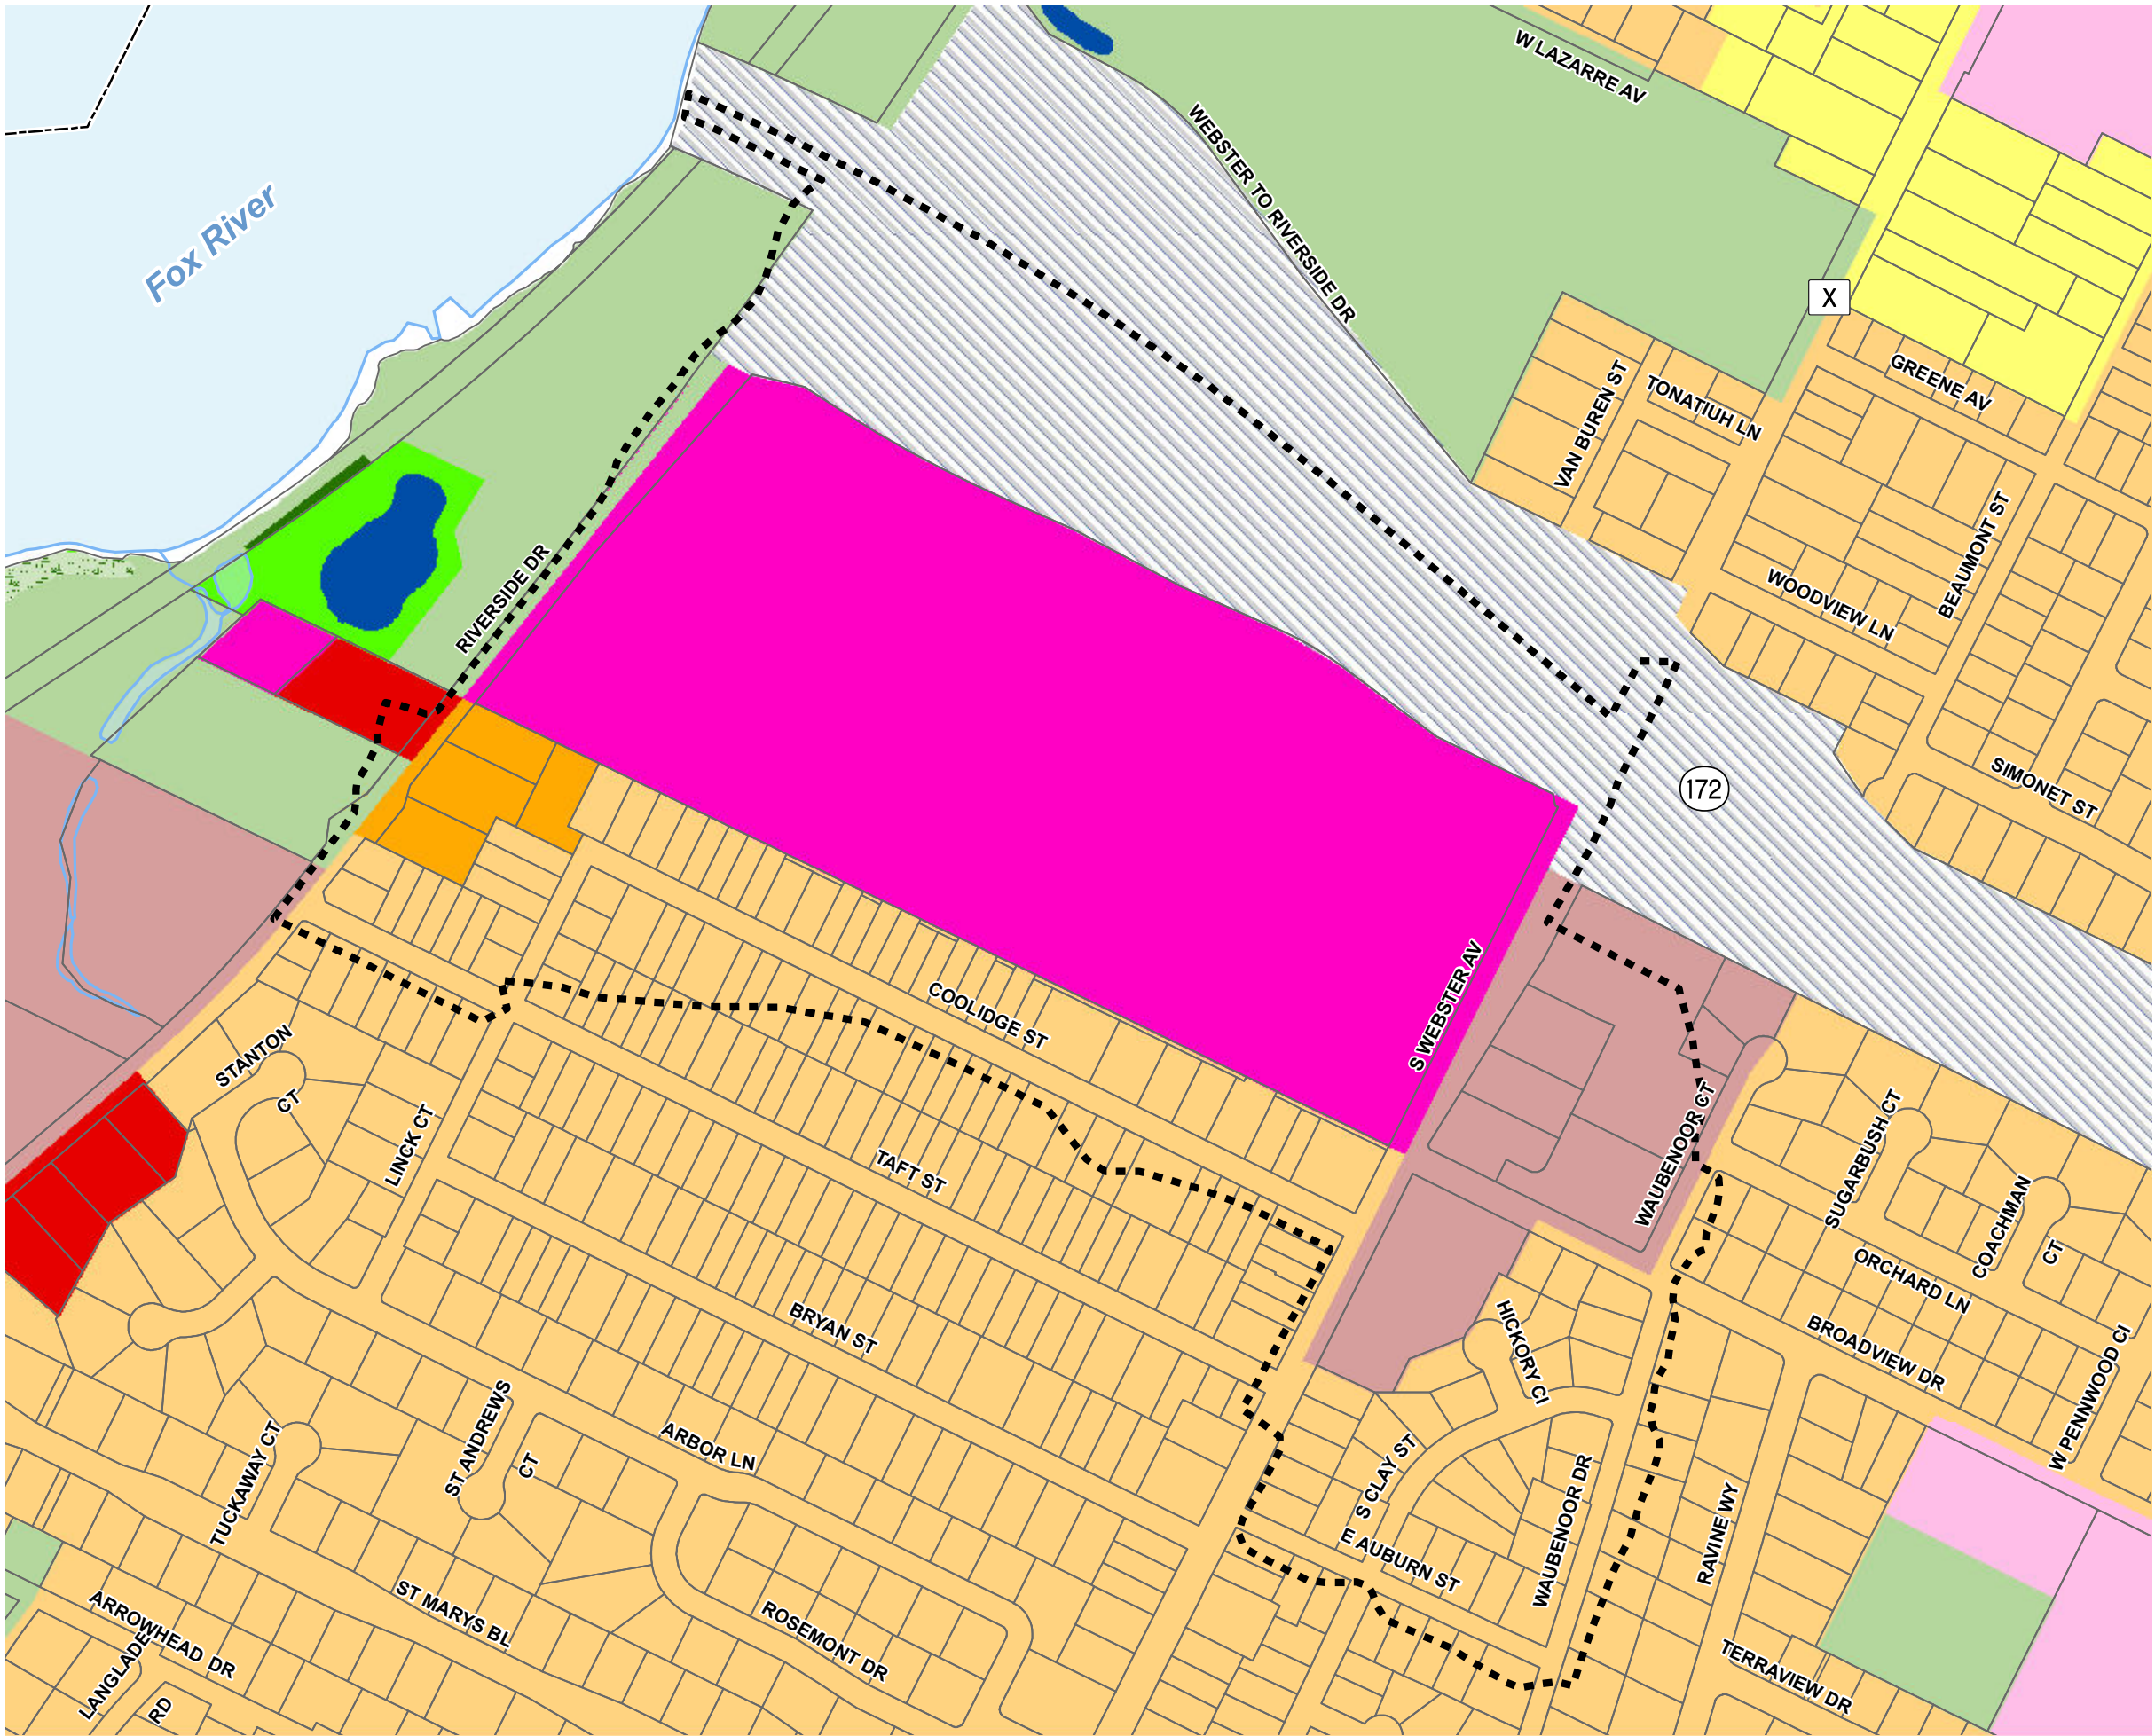 W LAZARRE AV
WEBSTER TO RIVERSIDE DR
Fox River
X
GREENE AV
VAN BUREN ST
TONATIUH LN
BEAUMONT ST
WOODVIEW LN
RIVERSIDE DR
SIMONET ST
172
COOLIDGE ST
S WEBSTER AV
STANTON
CT
LINCK CT
WAUBENOOR CT
SUGARBUSH CT
COACHMAN
CT
TAFT ST
ORCHARD LN
BRYAN ST
HICKORY CI
BROADVIEW DR
W PENNWOOD CI
ST ANDREWS
CT
TUCKAWAY CT
ARBOR LN
S CLAY ST
E AUBURN ST
WAUBENOOR DR
RAVINE WY
ST MARYS BL
ARROWHEAD DR
LANGLADE
RD
ROSEMONT DR
TERRAVIEW DR